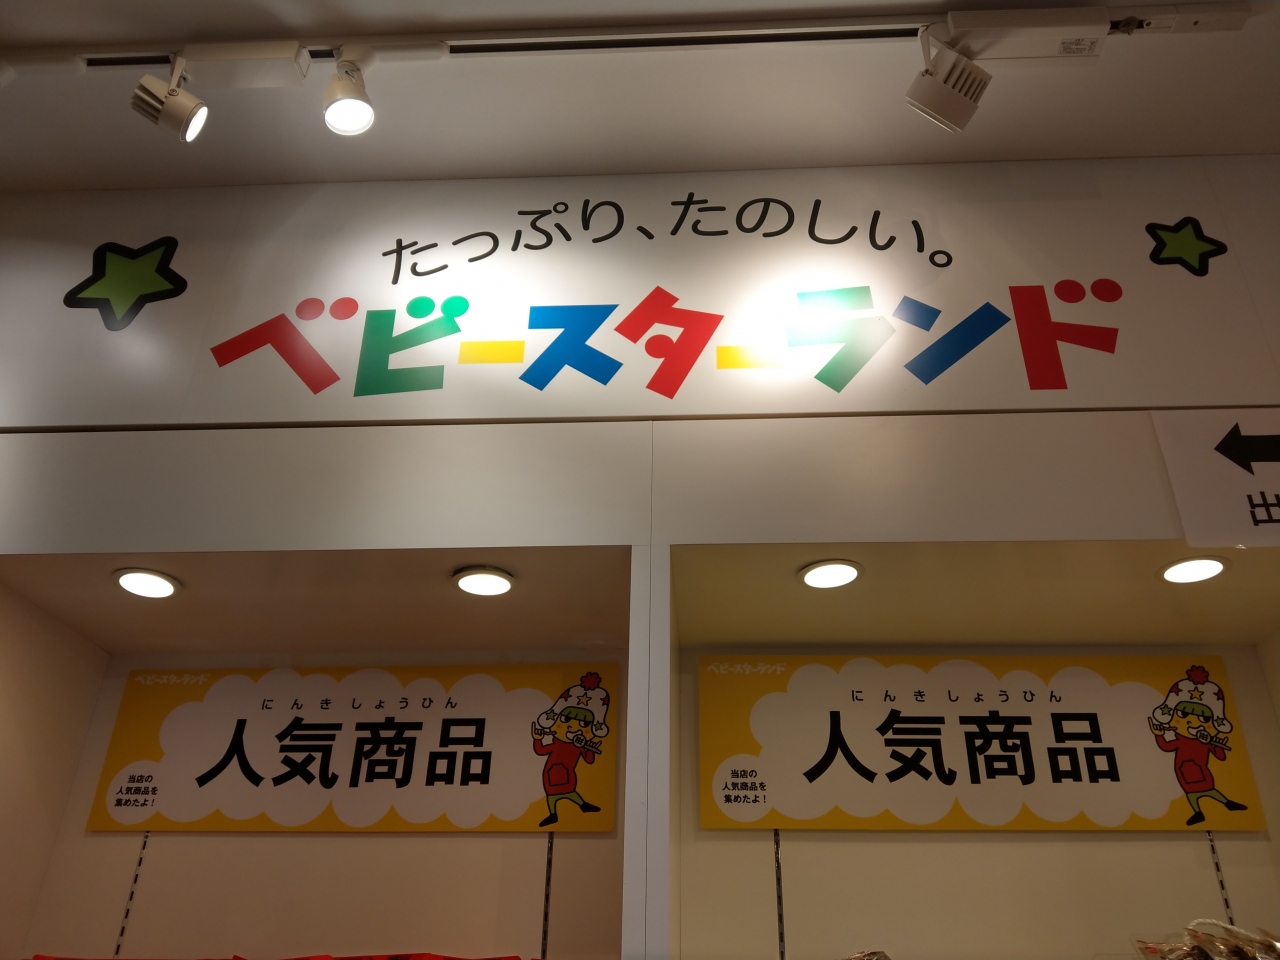 たっぷり、たのしい。
ベビースターランド
ベビースターランド
にんきしょうひん
人気商品
当店の
人気商品を
集めたよ!
ベビースターランド
にんきしょうひん
人気商品
当店の
人気商品を
集めたよ!